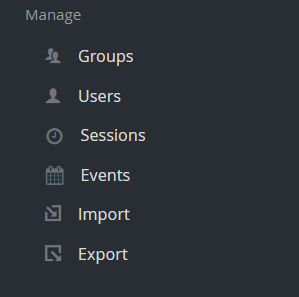 Manage
Groups
Users
Sessions
Events
Import
Export